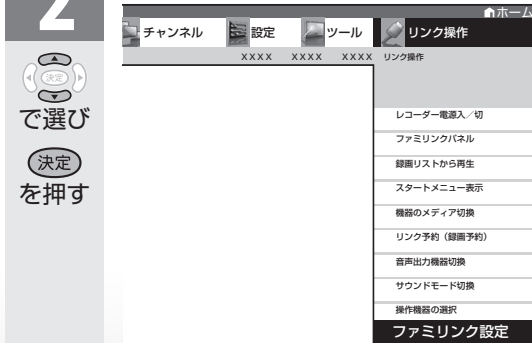 2
決定
で選び
決定
を押す
ホーム
チャンネル 設定 ツール リンク操作
XXXX XXXX XXXX リンク操作
レコーダー電源入／切
ファミリンクパネル
録画リストから再生
スタートメニュー表示
機器のメディア切換
リンク予約（録画予約）
音声出力機器切換
サウンドモード切換
操作機器の選択
ファミリンク設定